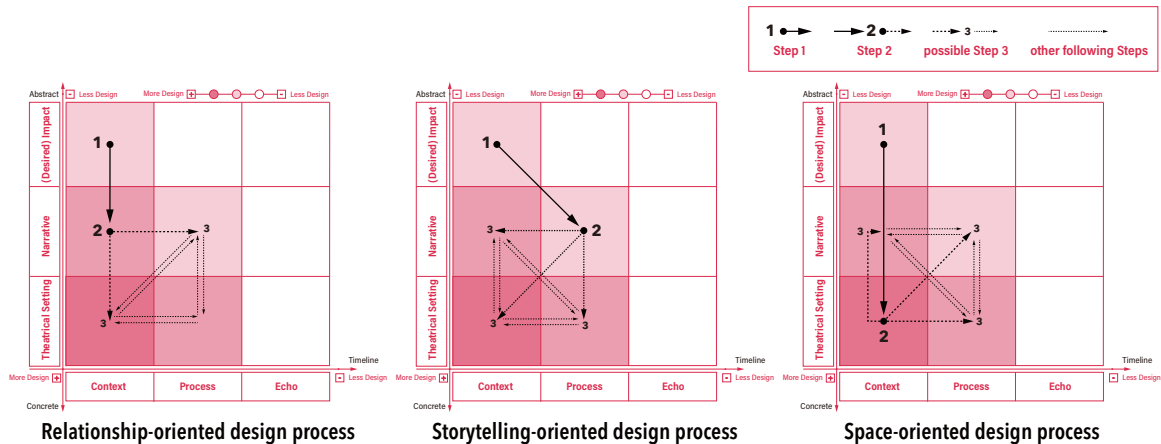 1 2 3
Step 1 Step 2 possible Step 3 other following Steps
Abstract - Less Design More Design + - Less Design
(Desired) Impact
Narrative
Theatrical Setting
1
2 3
3
Timeline
More Design + Context Process Echo - Less Design
Concrete
Relationship-oriented design process
Abstract - Less Design More Design + - Less Design
(Desired) Impact
Narrative
Theatrical Setting
1
3 2
3 3
Timeline
More Design + Context Process Echo - Less Design
Concrete
Storytelling-oriented design process
Abstract - Less Design More Design + - Less Design
(Desired) Impact
Narrative
Theatrical Setting
1
3 3
2 3
Timeline
More Design + Context Process Echo - Less Design
Concrete
Space-oriented design process